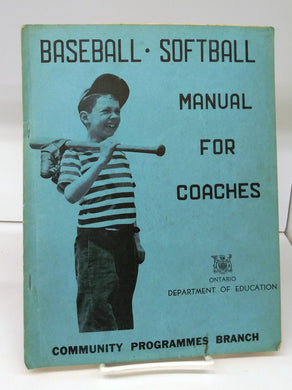 BASEBALL · SOFTBALL
MANUAL
FOR
COACHES
ONTARIO
DEPARTMENT OF EDUCATION
COMMUNITY PROGRAMMES BRANCH